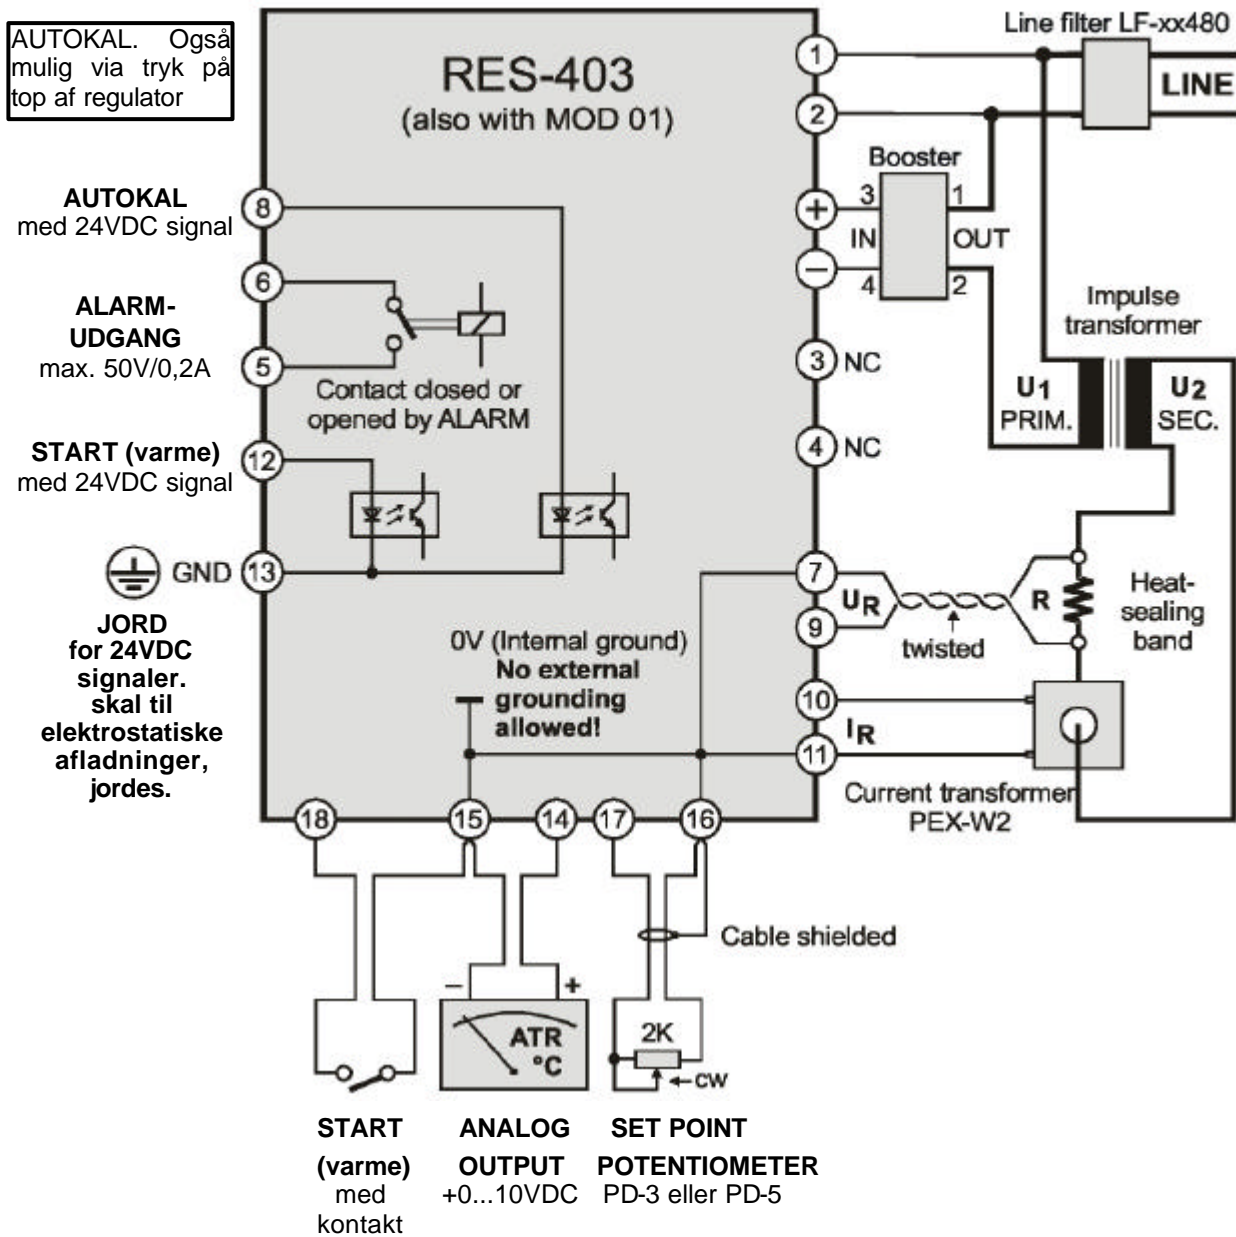 AUTOKAL. Også
mulig via tryk på
top af regulator
RES-403
(also with MOD 01)
Line filter LF-xx480
LINE
1
2
Booster
3
1
IN
OUT
4
2
+
−
AUTOKAL
med 24VDC signal
8
6
ALARM-
UDGANG
max. 50V/0,2A
5
Contact closed or
opened by ALARM
START (varme)
med 24VDC signal
12
GND
13
JORD
for 24VDC
signaler.
skal til
elektrostatiske
afladninger,
jordes.
Impulse
transformer
U1
PRIM.
U2
SEC.
3
NC
4
NC
7
UR
9
twisted
R
Heat-
sealing
band
0V (Internal ground)
No external
grounding
allowed!
10
IR
11
Current transformer
PEX-W2
18
15
14
17
16
Cable shielded
−
+
ATR
°C
2K
CW
START
(varme)
med
kontakt
ANALOG
OUTPUT
+0...10VDC
SET POINT
POTENTIOMETER
PD-3 eller PD-5